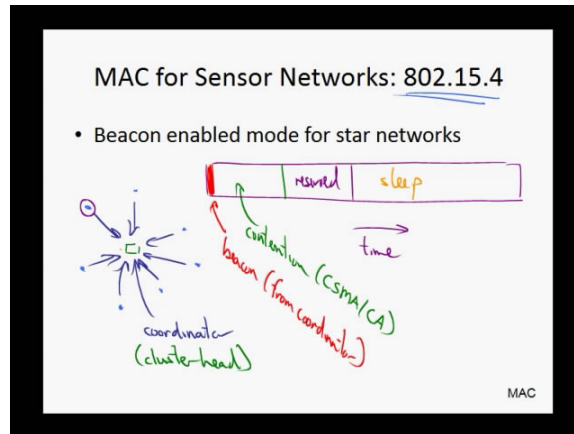 MAC for Sensor Networks: 802.15.4
• Beacon enabled mode for star networks
reserved
sleep
time
contention (CSMA/CA)
beacon (from coordinator)
coordinator
(cluster-head)
MAC